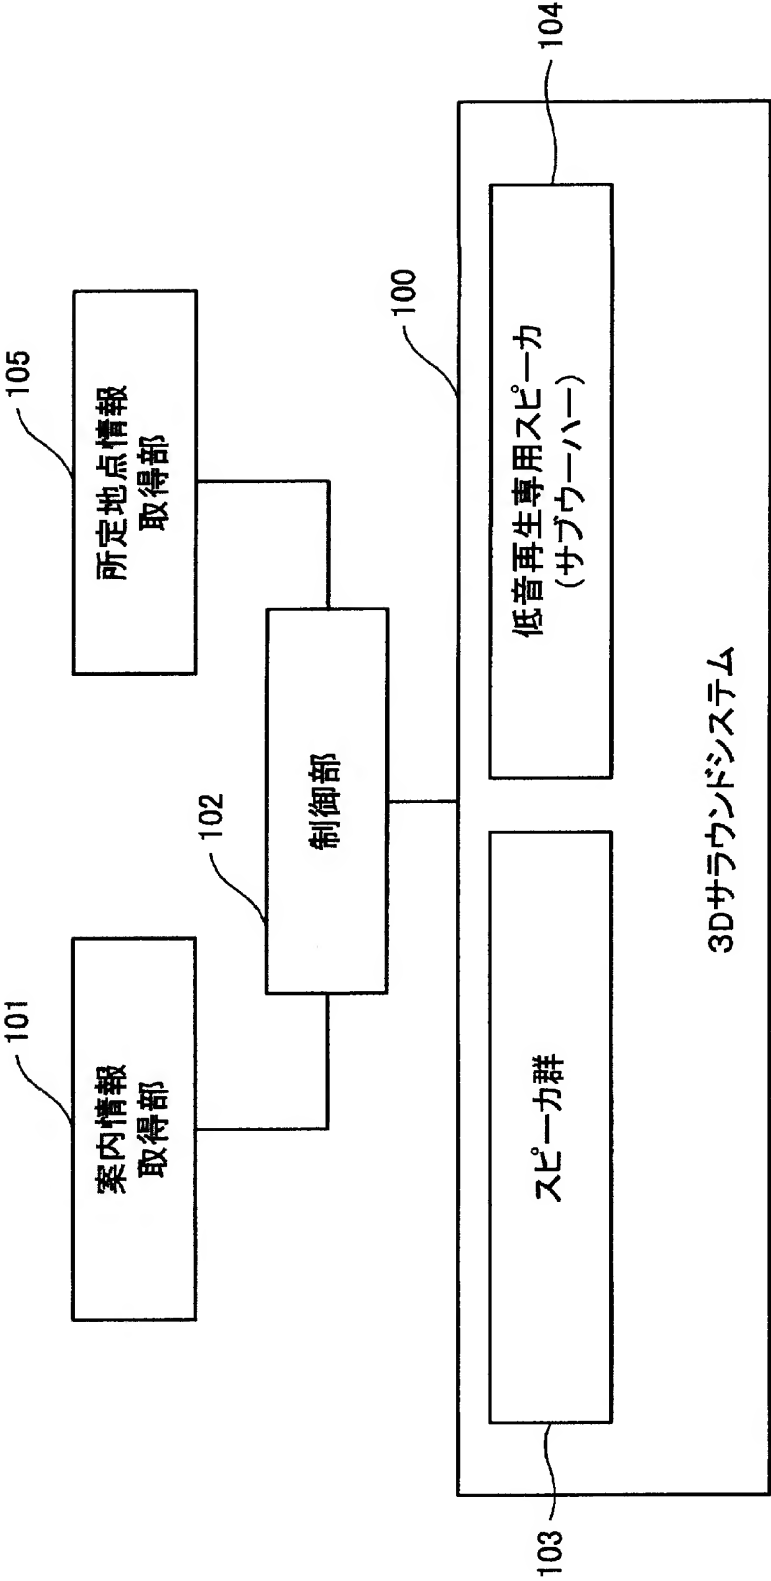 101
案内情報
取得部
105
所定地点情報
取得部
102
制御部
100
103
スピーカ群
104
低音再生専用スピーカ
(サブウーハー)
3Dサラウンドシステム